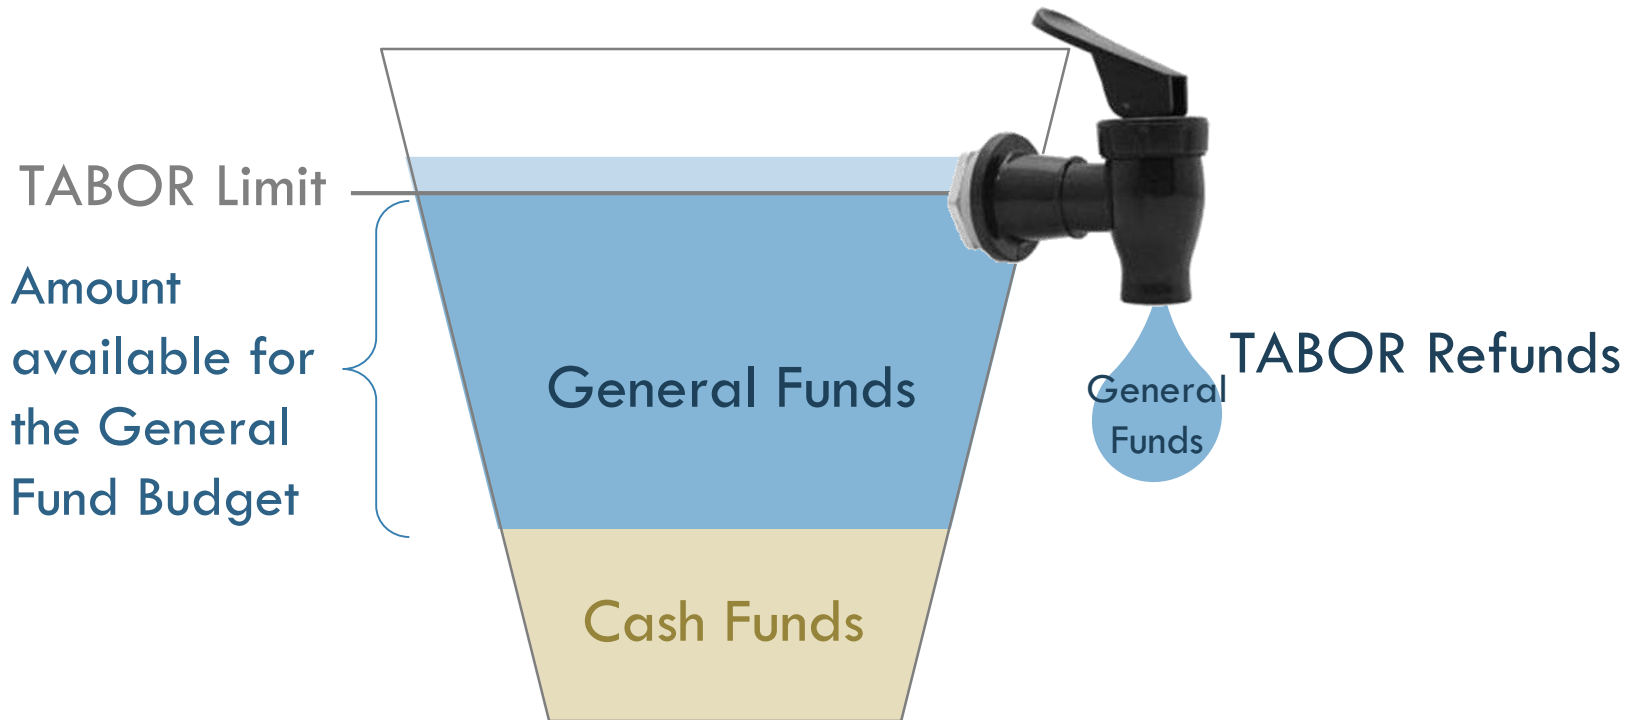 TABOR Limit
Amount
available for
the General
Fund Budget
General Funds
Cash Funds
TABOR Refunds
General
Funds